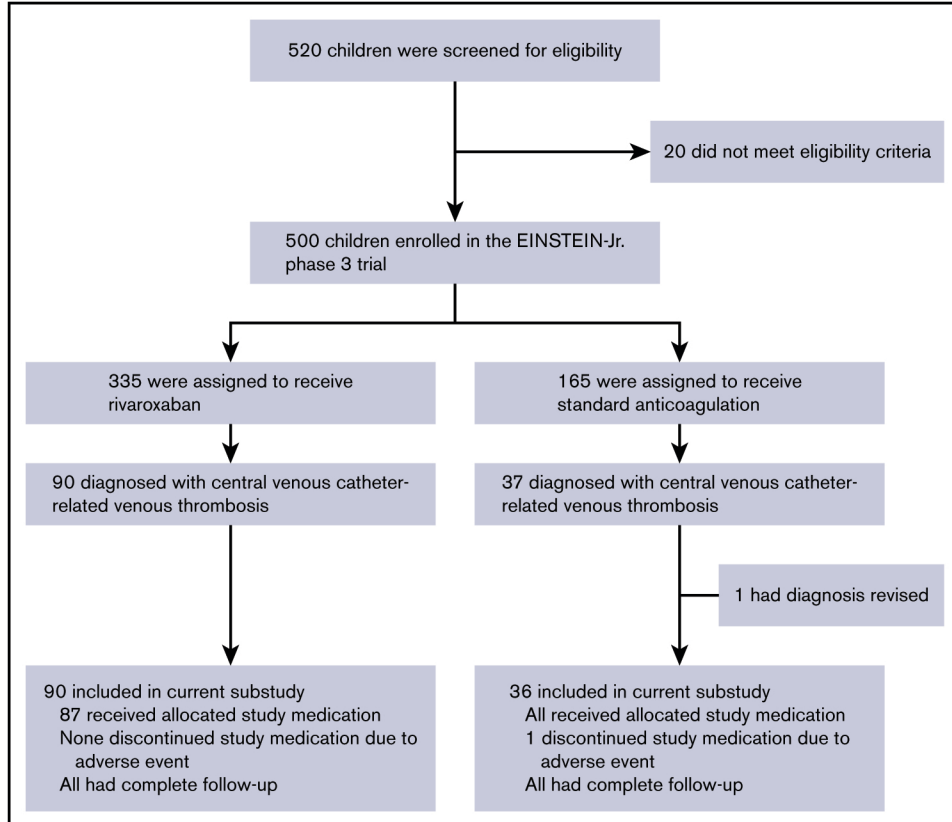 520 children were screened for eligibility
20 did not meet eligibility criteria
500 children enrolled in the EINSTEIN-Jr.
phase 3 trial
335 were assigned to receive
rivaroxaban
165 were assigned to receive
standard anticoagulation
90 diagnosed with central venous catheter-
related venous thrombosis
37 diagnosed with central venous catheter-
related venous thrombosis
1 had diagnosis revised
90 included in current substudy
87 received allocated study medication
None discontinued study medication due to
adverse event
All had complete follow-up
36 included in current substudy
All received allocated study medication
1 discontinued study medication due to
adverse event
All had complete follow-up